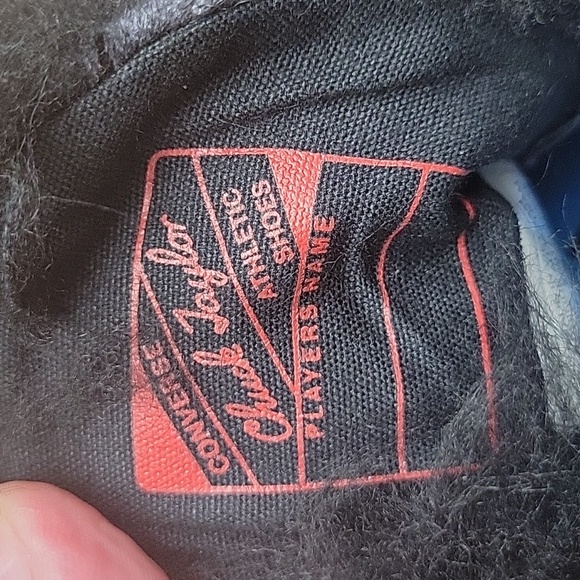 CONVERSE
Chuck Taylor
ATHLETIC
SHOES
PLAYERS NAME